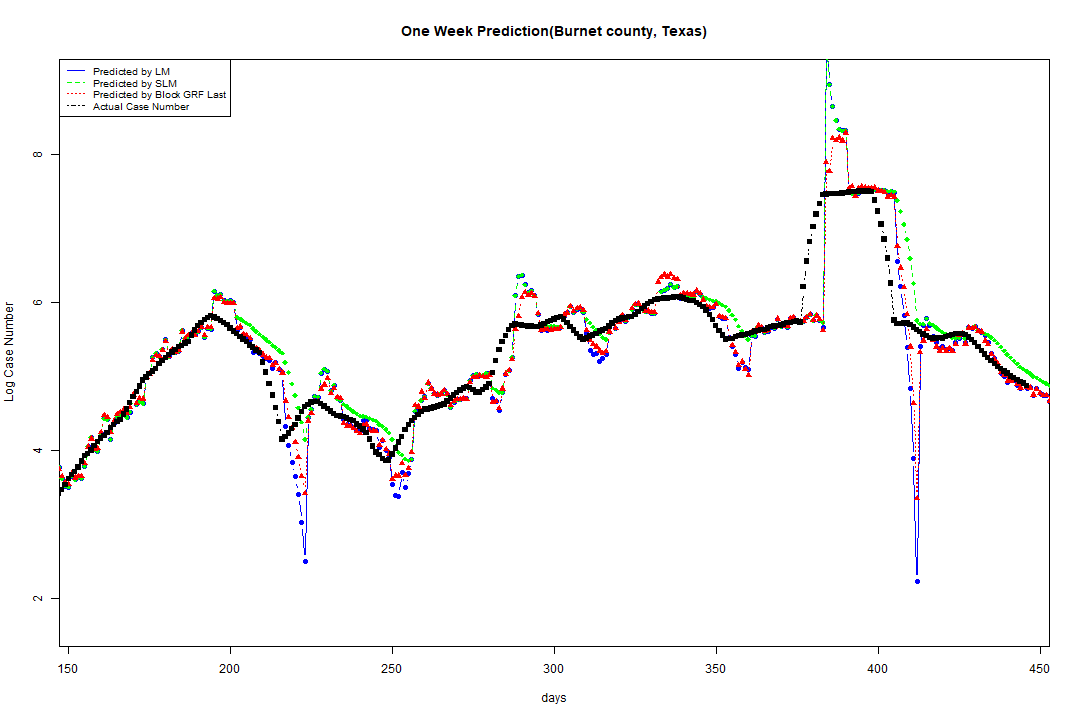 One Week Prediction(Burnet county, Texas)
Predicted by LM
Predicted by SLM
Predicted by Block GRF Last
Actual Case Number
Log Case Number
8
6
4
2
150 200 250 300 350 400 450
days